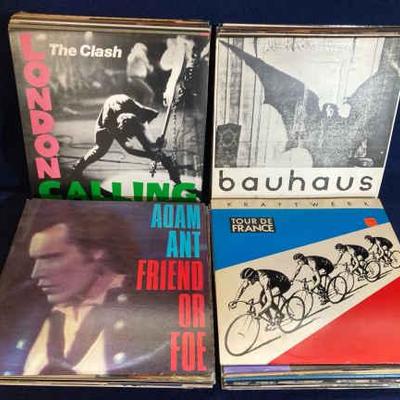 The Clash
LONDON
CALLING
bauhaus
ADAM
ANT
FRIEND
OR
FOE
KRAFTWERK
TOUR DE
FRANCE